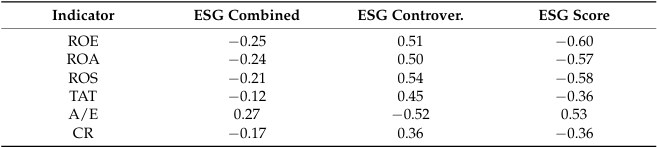 Indicator ESG Combined ESG Controver. ESG Score
ROE −0.25 0.51 −0.60
ROA −0.24 0.50 −0.57
ROS −0.21 0.54 −0.58
TAT −0.12 0.45 −0.36
A/E 0.27 −0.52 0.53
CR −0.17 0.36 −0.36